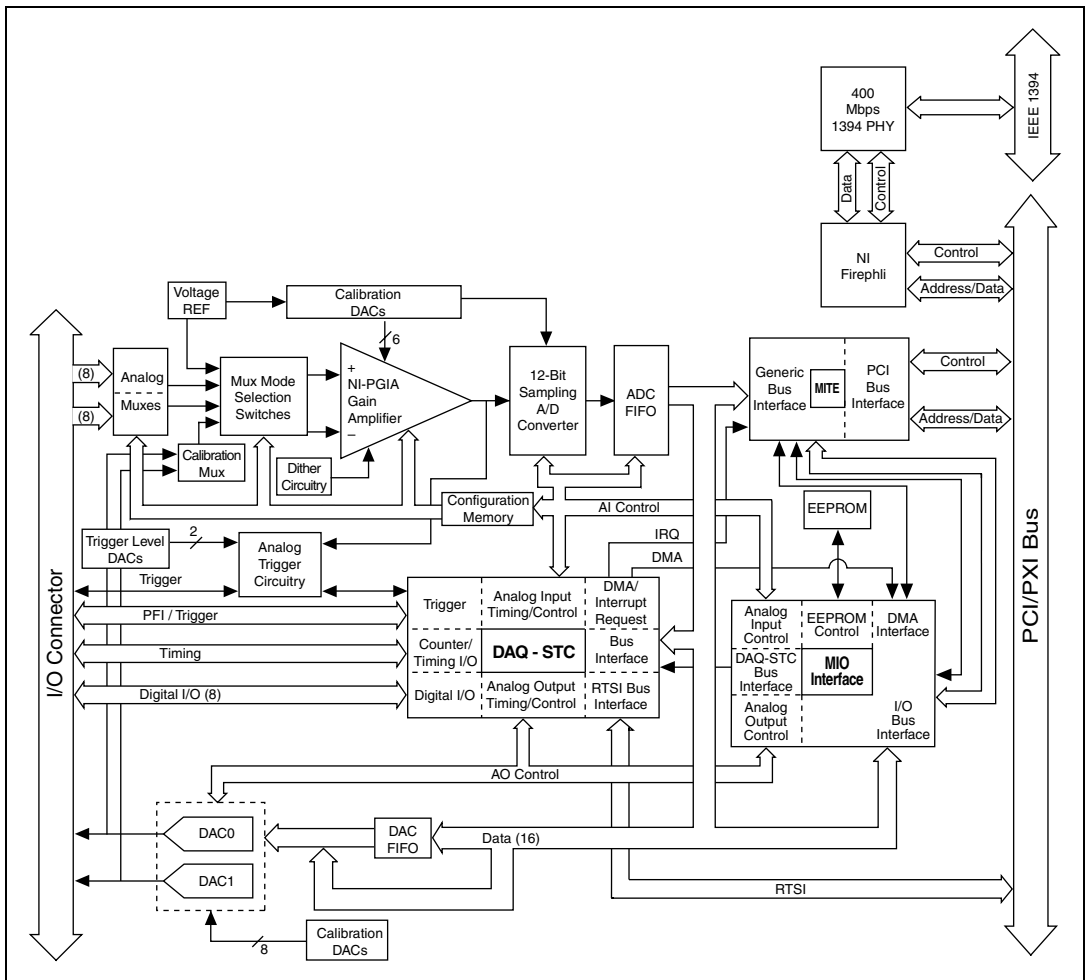 400
Mbps
1394 PHY
IEEE 1394
Data
Control
NI
Firephli
Control
Address/Data
PCI/PXI Bus
Voltage
REF
Calibration
DACs
6
(8)
(8)
Analog
Muxes
Mux Mode
Selection
Switches
+
NI-PGIA
Gain
Amplifier
–
12-Bit
Sampling
A/D
Converter
ADC
FIFO
Generic
Bus
Interface
MITE
PCI
Bus
Interface
Control
Address/Data
Calibration
Mux
Dither
Circuitry
Configuration
Memory
AI Control
EEPROM
Trigger Level
DACs
2
Analog
Trigger
Circuitry
IRQ
DMA
I/O Connector
Trigger
PFI / Trigger
Timing
Digital I/O (8)
Trigger
Analog Input
Timing/Control
DMA/
Interrupt
Request
Counter/
Timing I/O
DAQ - STC
Bus
Interface
Digital I/O
Analog Output
Timing/Control
RTSI Bus
Interface
Analog
Input
Control
EEPROM
Control
DMA
Interface
DAQ-STC
Bus
Interface
MIO
Interface
Analog
Output
Control
I/O
Bus
Interface
AO Control
DAC0
DAC
FIFO
Data (16)
DAC1
RTSI
8
Calibration
DACs